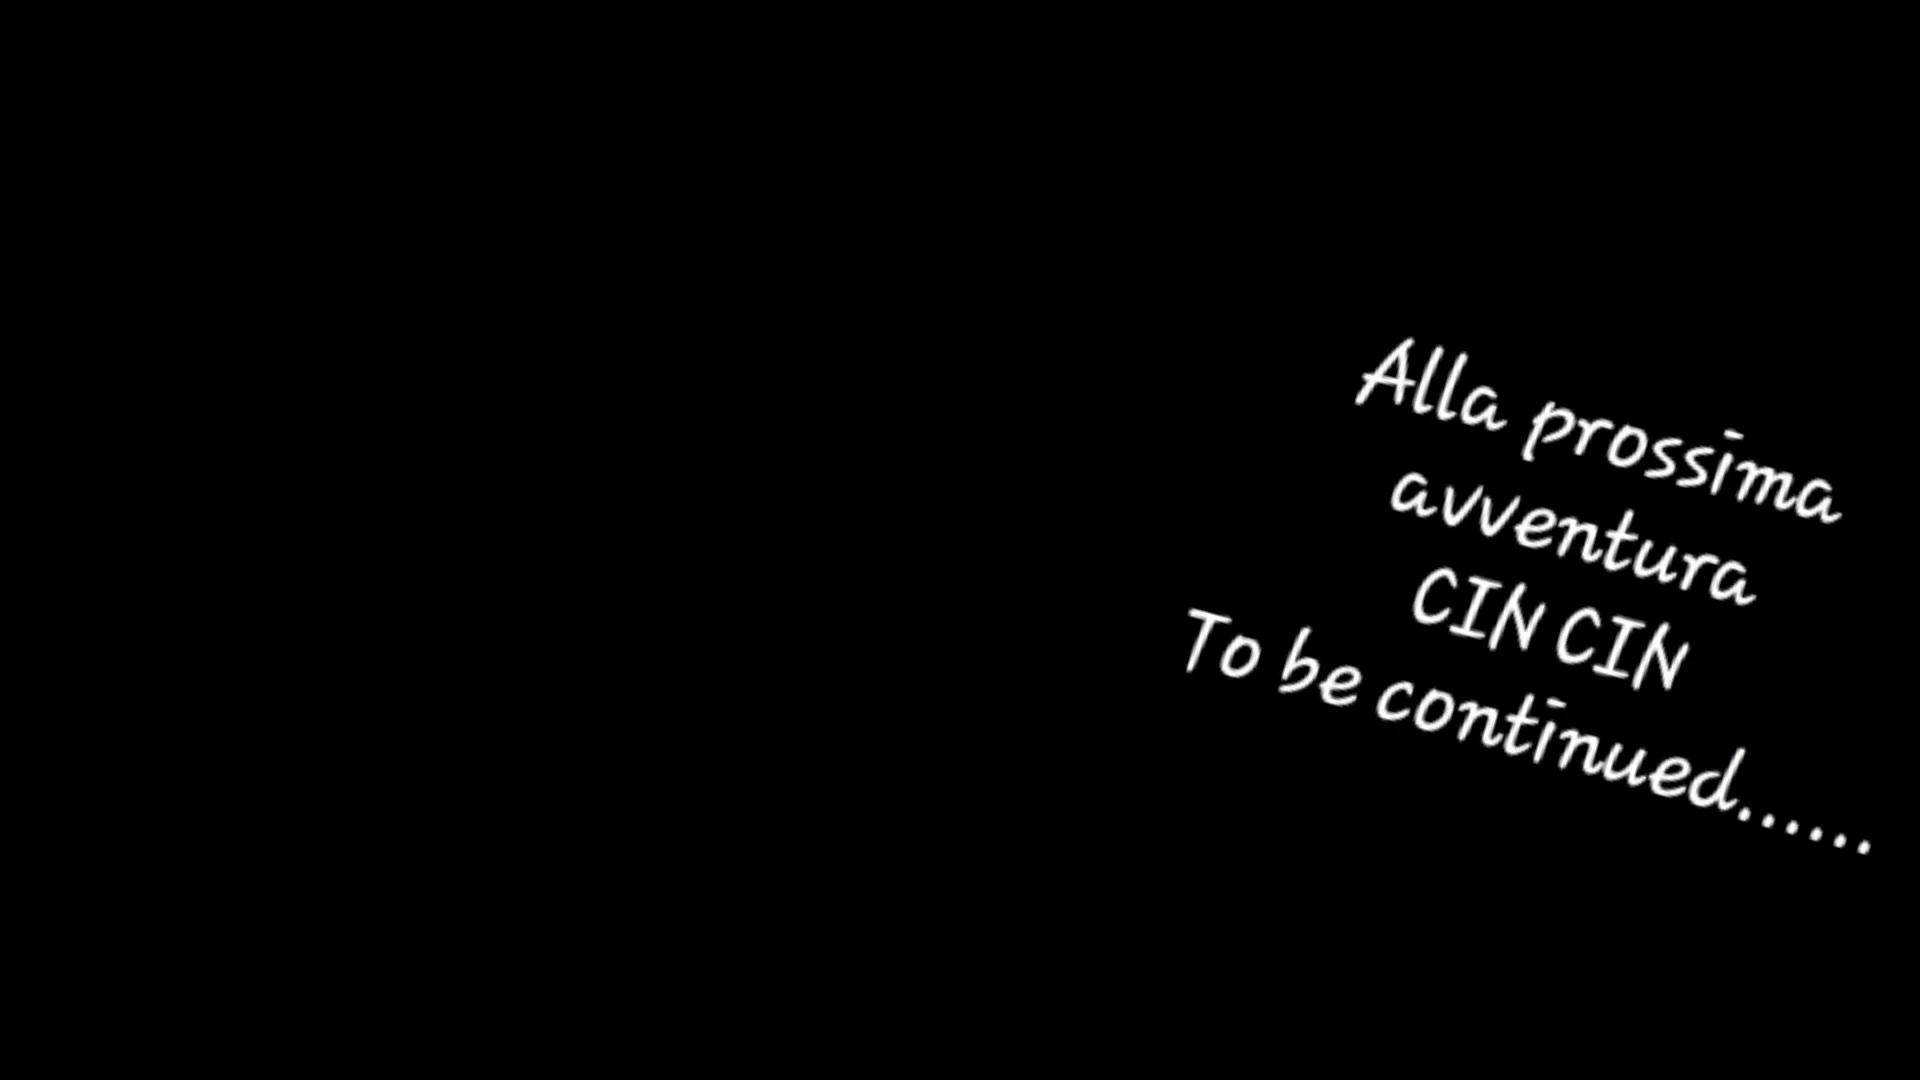 Alla prossima
avventura
CIN CIN
To be continued......